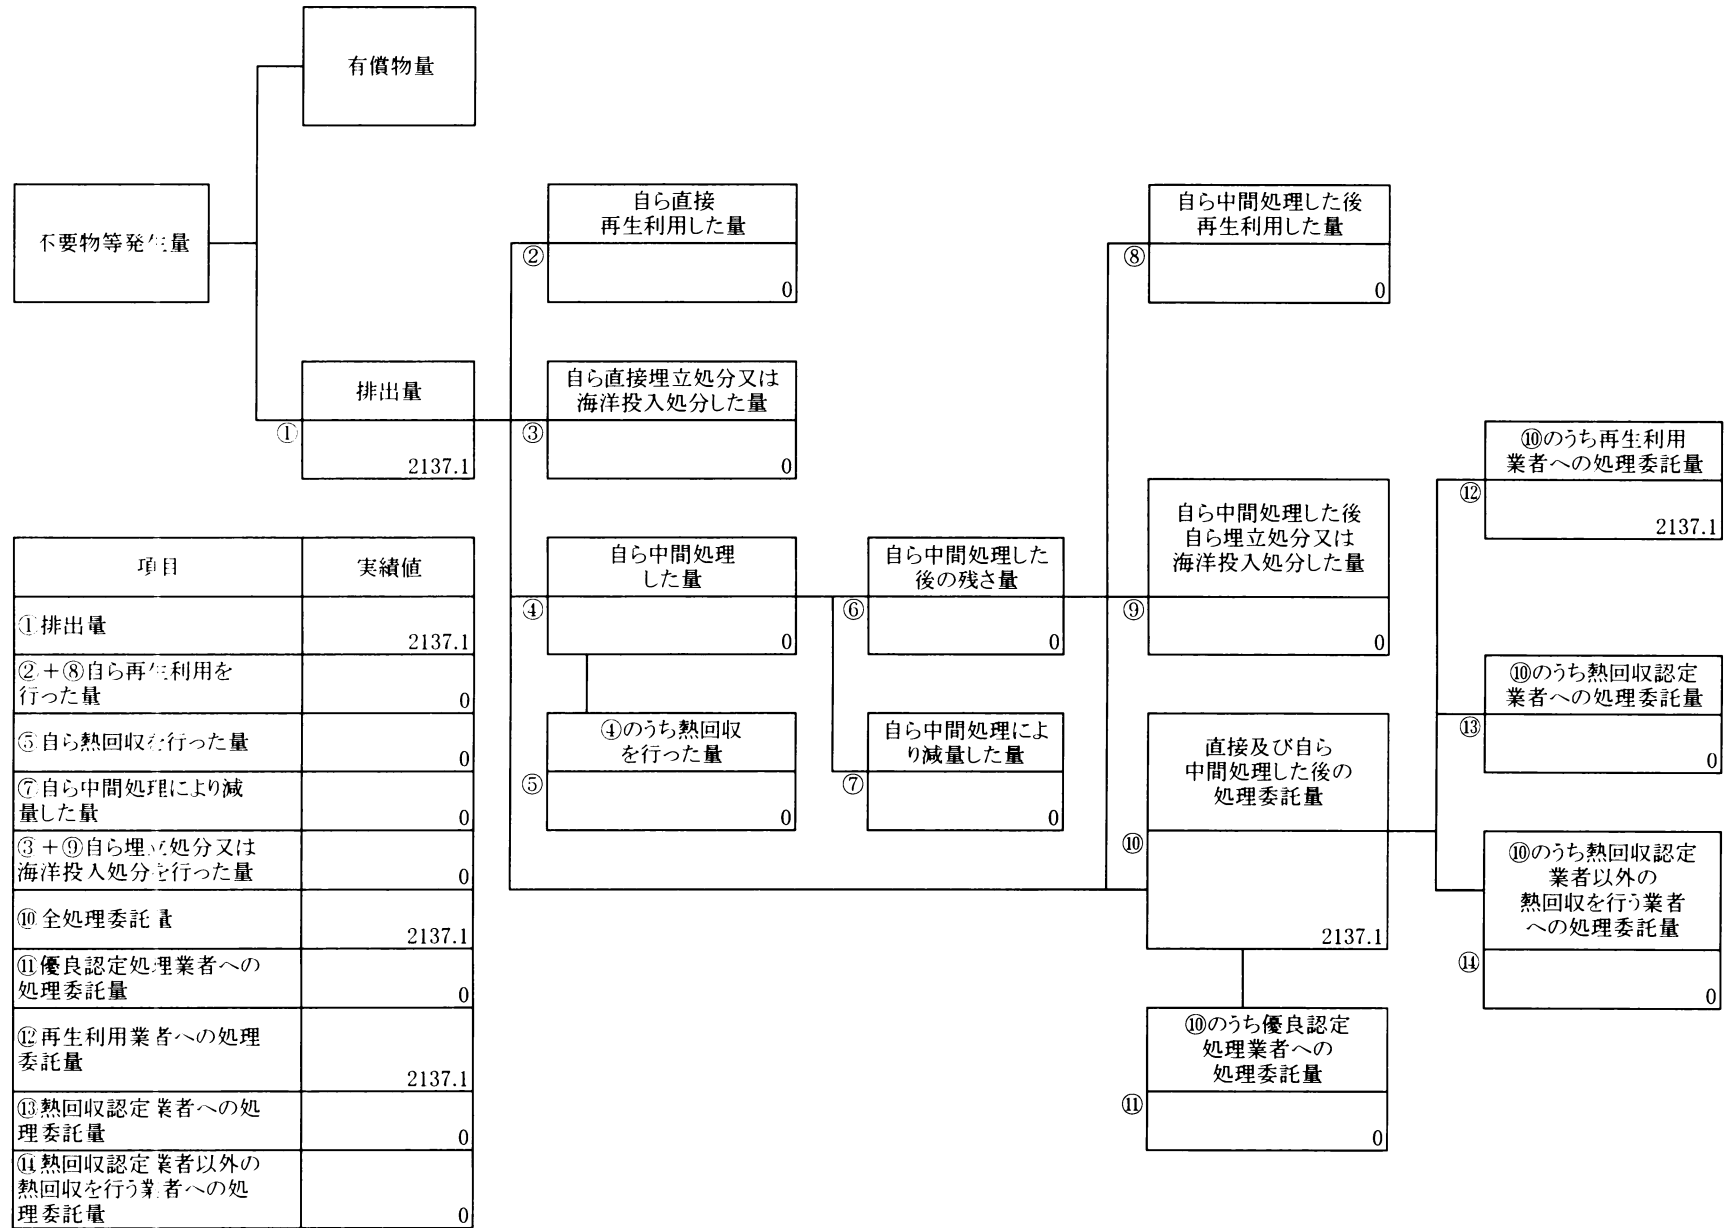 有償物量
不要物等発生量
自ら直接
再生利用した量
②
0
自ら中間処理した後
再生利用した量
⑧
0
排出量
①
2137.1
自ら直接埋立処分又は
海洋投入処分した量
③
0
⑩のうち再生利用
業者への処理委託量
⑫
2137.1
自ら中間処理
した量
④
0
自ら中間処理した
後の残さ量
⑥
0
自ら中間処理した後
自ら埋立処分又は
海洋投入処分した量
⑨
0
⑩のうち熱回収認定
業者への処理委託量
⑬
0
④のうち熱回収
を行った量
⑤
0
自ら中間処理によ
り減量した量
⑦
0
直接及び自ら
中間処理した後の
処理委託量
⑩
2137.1
⑩のうち熱回収認定
業者以外の
熱回収を行う業者
への処理委託量
⑭
0
⑩のうち優良認定
処理業者への
処理委託量
⑪
0
項目 実績値
①排出量 2137.1
②+⑧自ら再生利用を
行った量 0
⑤自ら熱回収を行った量 0
⑦自ら中間処理により減
量した量 0
③+⑨自ら埋立処分又は
海洋投入処分を行った量 0
⑩全処理委託量 2137.1
⑪優良認定処理業者への
処理委託量 0
⑫再生利用業者への処理
委託量 2137.1
⑬熱回収認定業者への処
理委託量 0
⑭熱回収認定業者以外の
熱回収を行う業者への処
理委託量 0